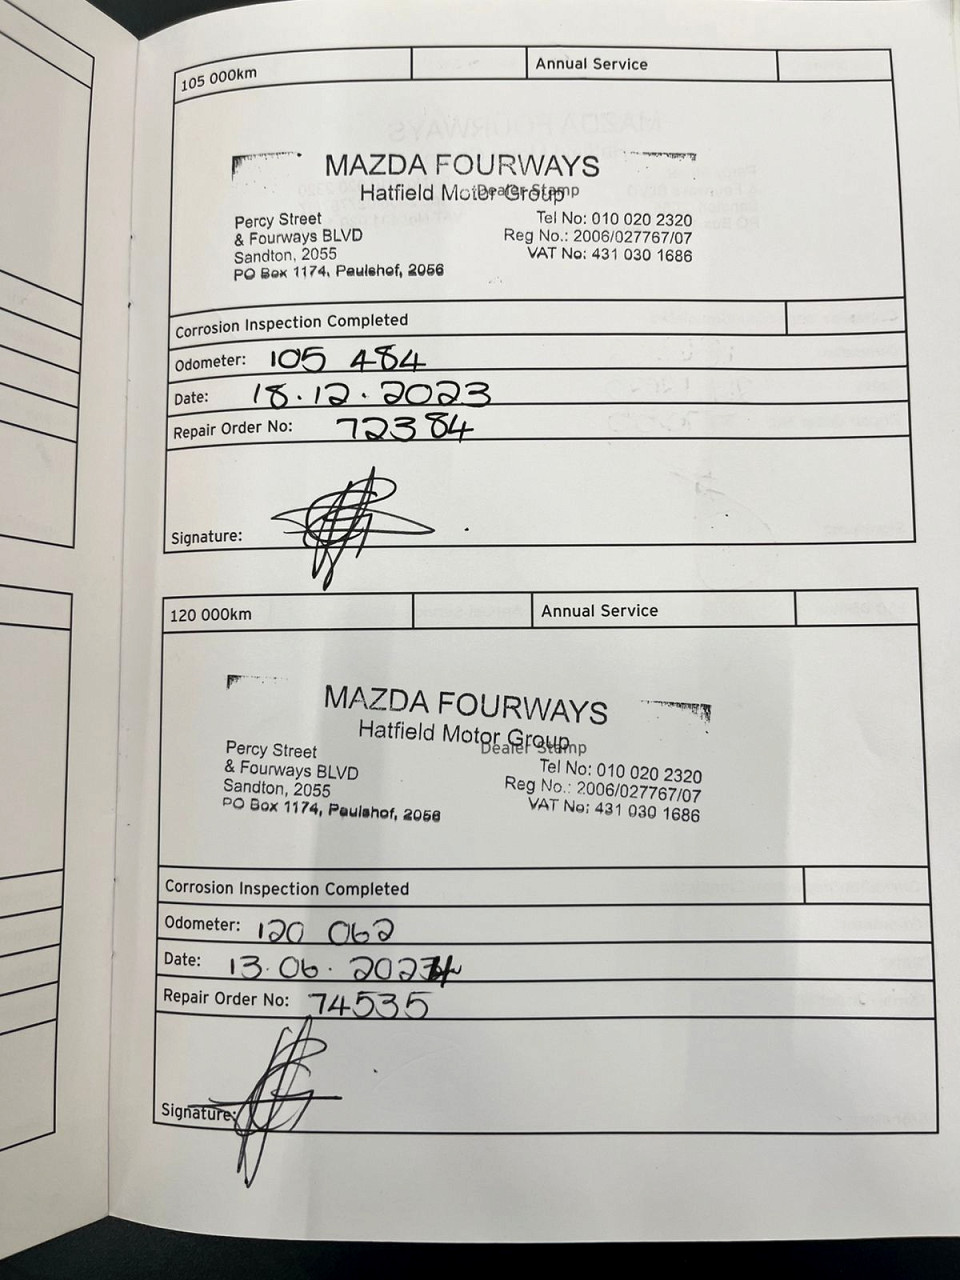 105 000km Annual Service
MAZDA FOURWAYS
Hatfield Motor Group
Dealer Stamp
Percy Street
& Fourways BLVD
Sandton, 2055
PO Box 1174, Paulshof, 2056
Tel No: 010 020 2320
Reg No.: 2006/027767/07
VAT No: 431 030 1686
Corrosion Inspection Completed
Odometer: 105 484
Date: 18.12.2023
Repair Order No: 72384
Signature:
120 000km Annual Service
MAZDA FOURWAYS
Hatfield Motor Group
Dealer Stamp
Percy Street
& Fourways BLVD
Sandton, 2055
PO Box 1174, Paulshof, 2056
Tel No: 010 020 2320
Reg No.: 2006/027767/07
VAT No: 431 030 1686
Corrosion Inspection Completed
Odometer: 120 062
Date: 13.06.2024
Repair Order No: 74535
Signature: